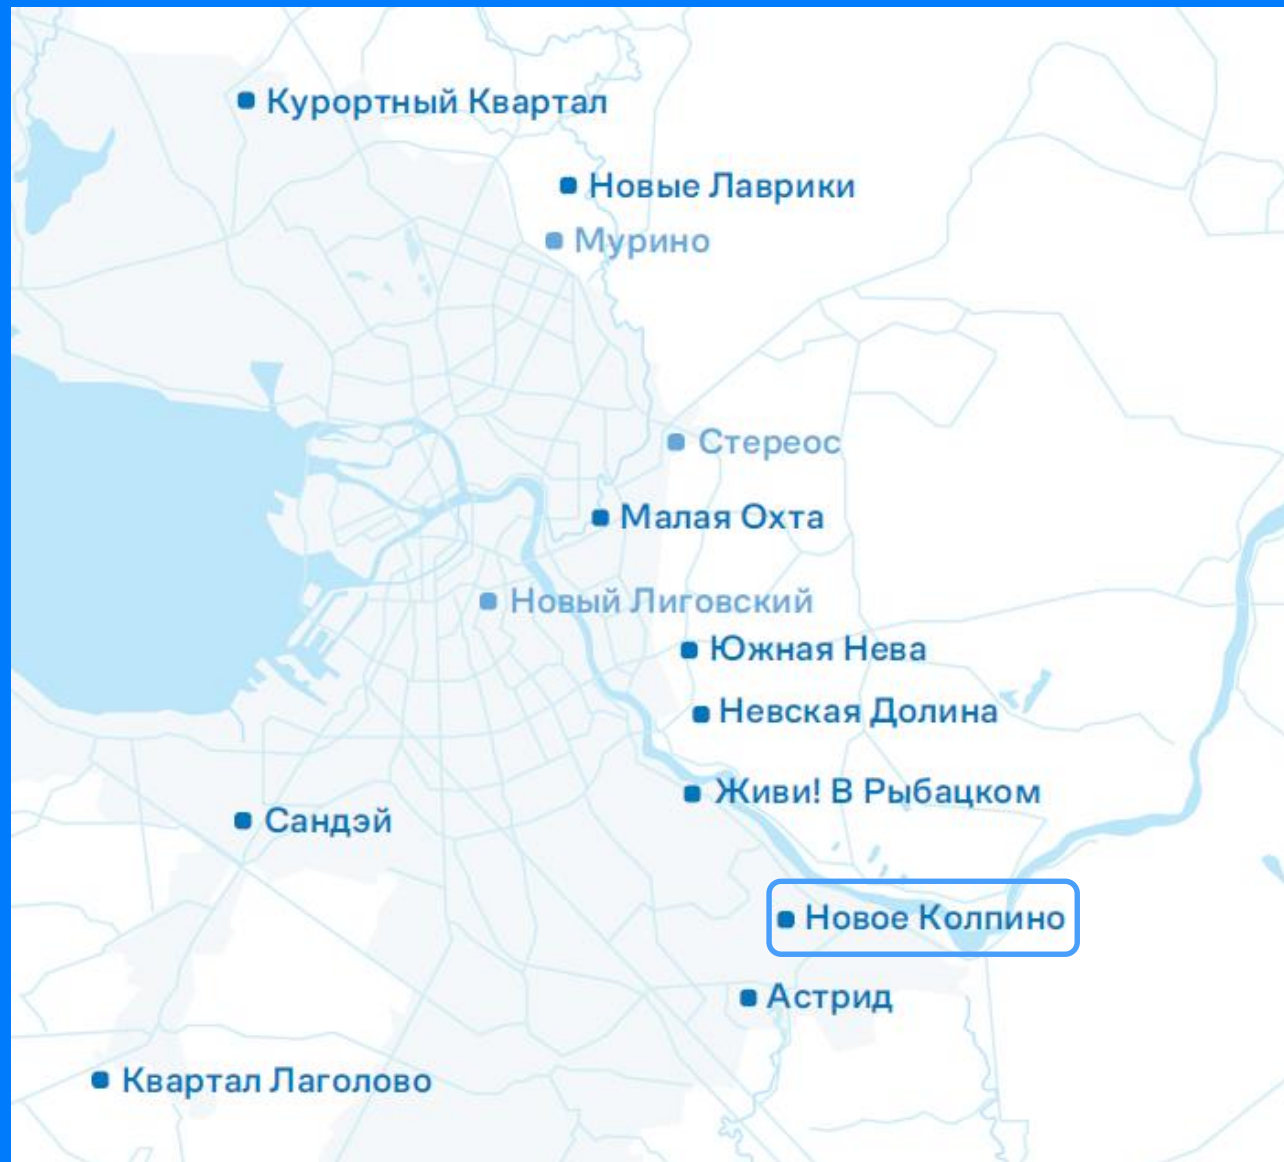 Курортный Квартал
Новые Лаврики
Мурино
Стереос
Малая Охта
Новый Лиговский
Южная Нева
Невская Долина
Живи! В Рыбацком
Сандэй
Новое Колпино
Астрид
Квартал Лаголово